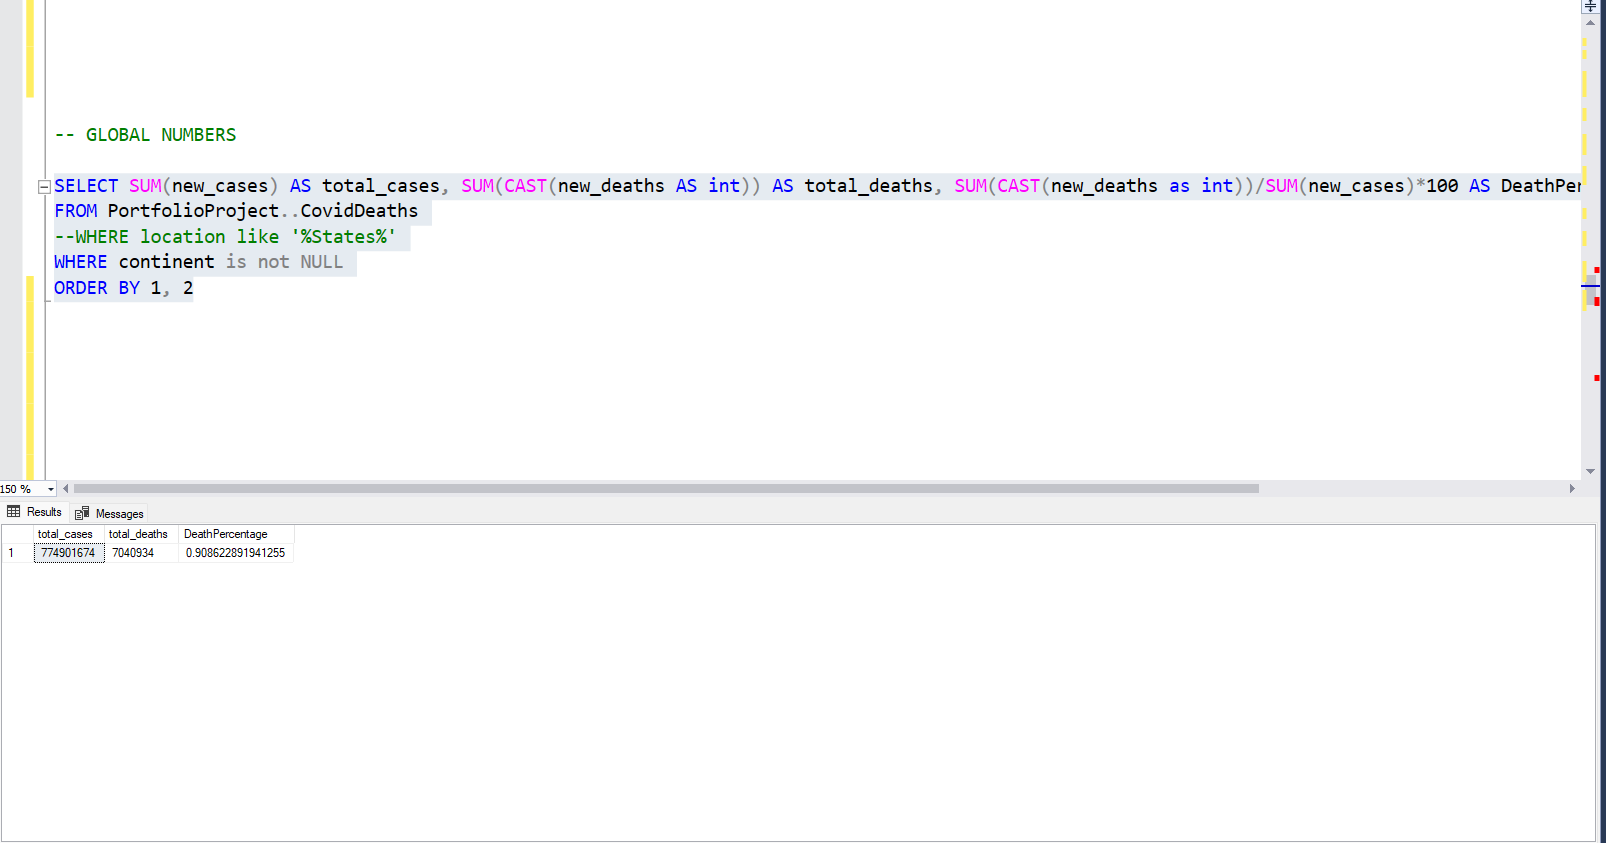 -- GLOBAL NUMBERS
SELECT SUM(new_cases) AS total_cases, SUM(CAST(new_deaths AS int)) AS total_deaths, SUM(CAST(new_deaths as int))/SUM(new_cases)*100 AS DeathPer
FROM PortfolioProject..CovidDeaths
--WHERE location like '%States%'
WHERE continent is not NULL
ORDER BY 1, 2
150 %
Results Messages
total_cases total_deaths DeathPercentage
1 774901674 7040934 0.908622891941255